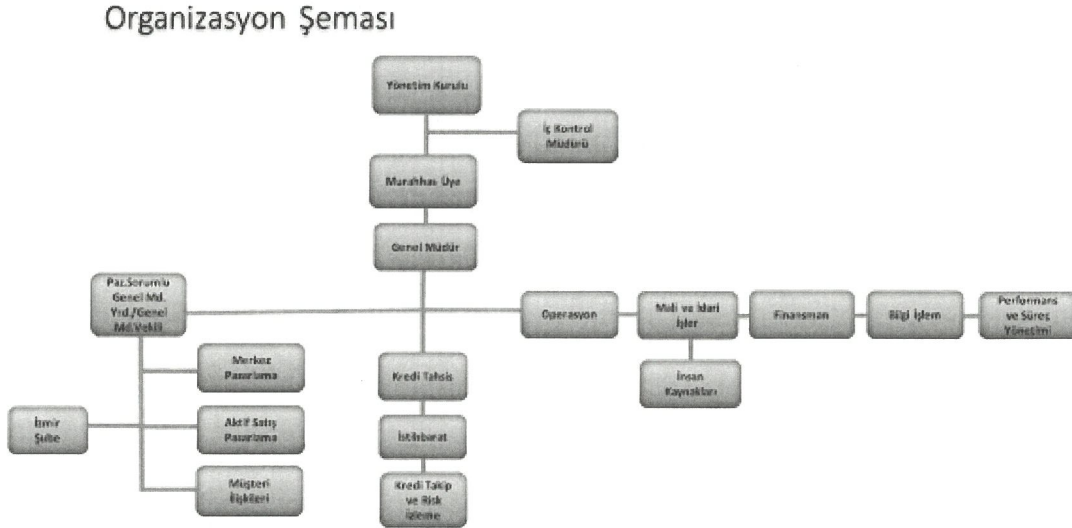 Organizasyon Şeması
Yönetim Kurulu
İç Kontrol
Müdürü
Murahhas Üye
Genel Müdür
Paz.Sorumlu
Genel Md.
Yrd./Genel
Md.Vekili
Operasyon
Mali ve İdari
İşler
Finansman
Bilgi İşlem
Performans
ve Süreç
Yönetimi
Merkez
Pazarlama
Kredi Tahsis
İnsan
Kaynakları
İzmir
Şube
Aktif Satış
Pazarlama
İstihbarat
Müşteri
İlişkileri
Kredi Takip
ve Risk
İzleme